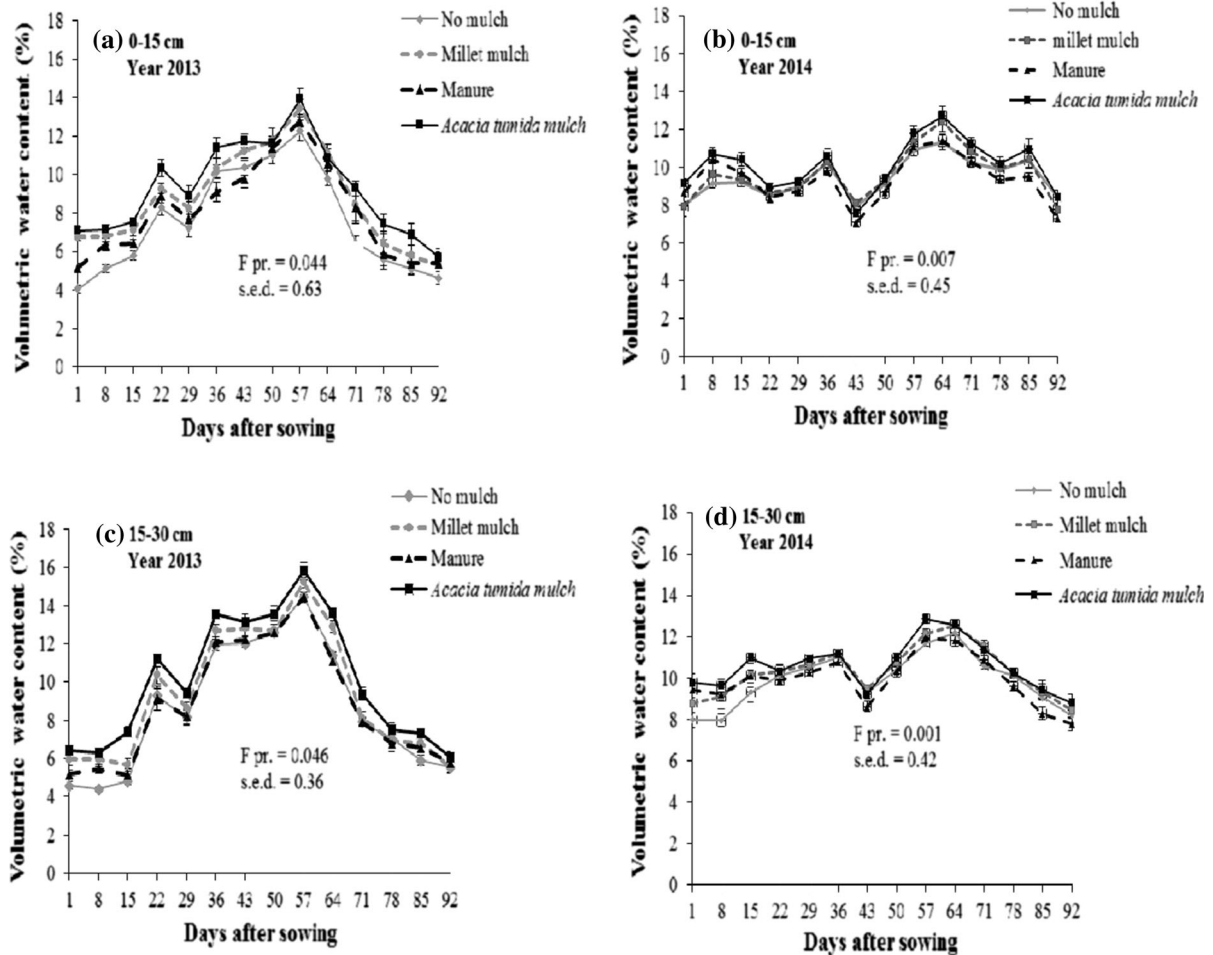 (a) 0-15 cm
Year 2013
No mulch
Millet mulch
Manure
Acacia tumida mulch
Volumetric water content (%)
18
16
14
12
10
8
6
4
2
0
F pr. = 0.044
s.e.d. = 0.63
1 8 15 22 29 36 43 50 57 64 71 78 85 92
Days after sowing
(b) 0-15 cm
Year 2014
No mulch
millet mulch
Manure
Acacia tumida mulch
Volumetric water content (%)
18
16
14
12
10
8
6
4
2
0
F pr. = 0.007
s.e.d. = 0.45
1 8 15 22 29 36 43 50 57 64 71 78 85 92
Days after sowing
(c) 15-30 cm
Year 2013
No mulch
Millet mulch
Manure
Acacia tumida mulch
Volumetric water content (%)
18
16
14
12
10
8
6
4
2
0
F pr. = 0.046
s.e.d. = 0.36
1 8 15 22 29 36 43 50 57 64 71 78 85 92
Days after sowing
(d) 15-30 cm
Year 2014
No mulch
Millet mulch
Manure
Acacia tumida mulch
Volumetric water content (%)
18
16
14
12
10
8
6
4
2
0
F pr. = 0.001
s.e.d. = 0.42
1 8 15 22 29 36 43 50 57 64 71 78 85 92
Days after sowing